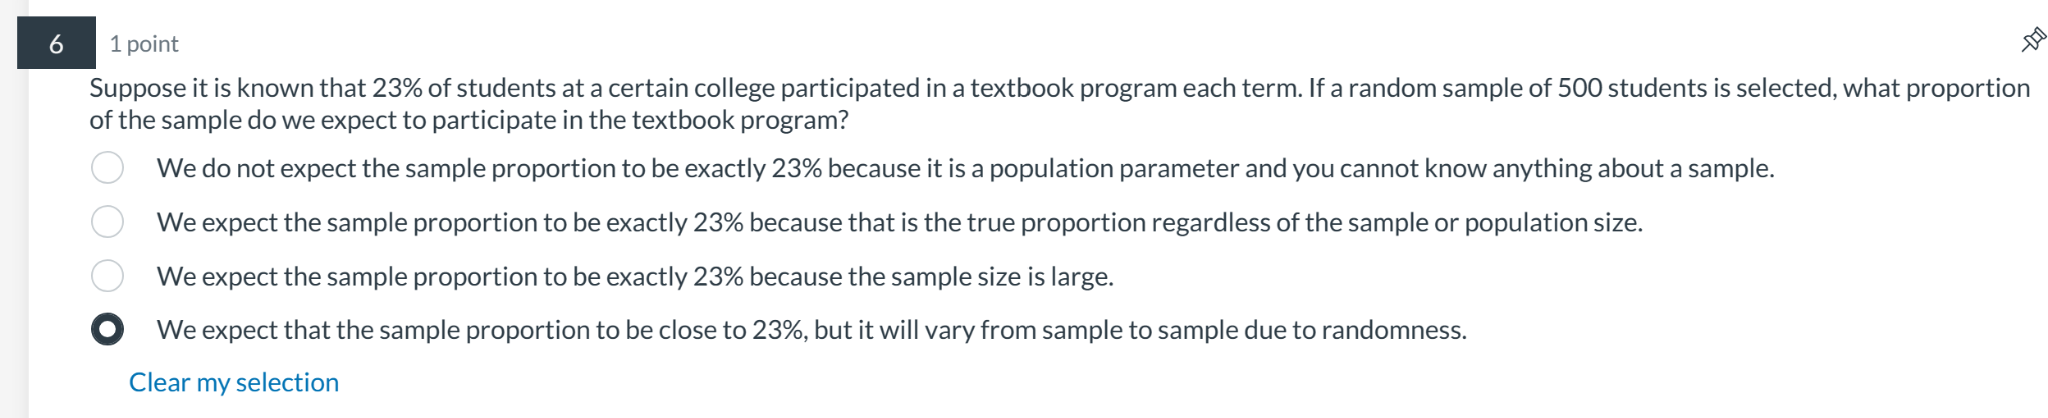 6
1 point
Suppose it is known that 23% of students at a certain college participated in a textbook program each term. If a random sample of 500 students is selected, what proportion
of the sample do we expect to participate in the textbook program?
We do not expect the sample proportion to be exactly 23% because it is a population parameter and you cannot know anything about a sample.
We expect the sample proportion to be exactly 23% because that is the true proportion regardless of the sample or population size.
We expect the sample proportion to be exactly 23% because the sample size is large.
We expect that the sample proportion to be close to 23%, but it will vary from sample to sample due to randomness.
Clear my selection